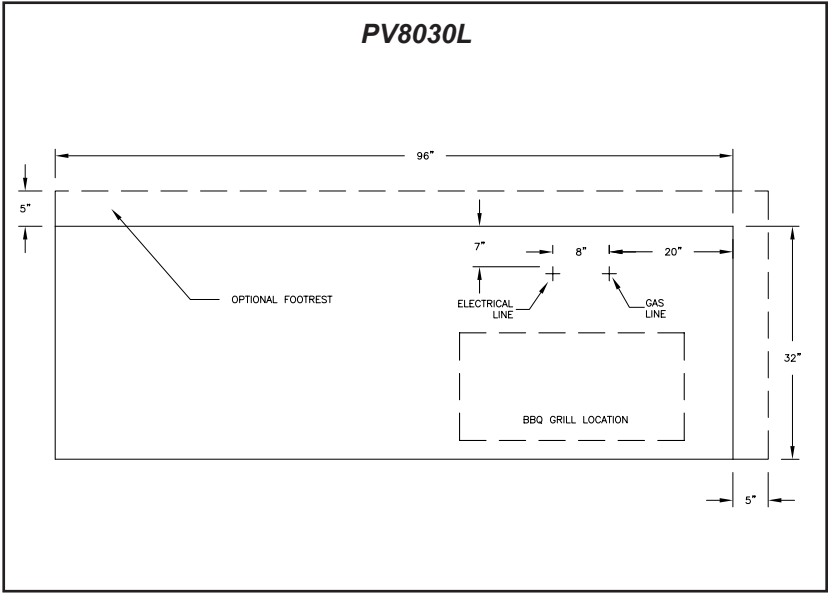 PV8030L
96”
5”
7”
8”
20”
OPTIONAL FOOTREST
ELECTRICAL
LINE
GAS
LINE
32”
BBQ GRILL LOCATION
5”